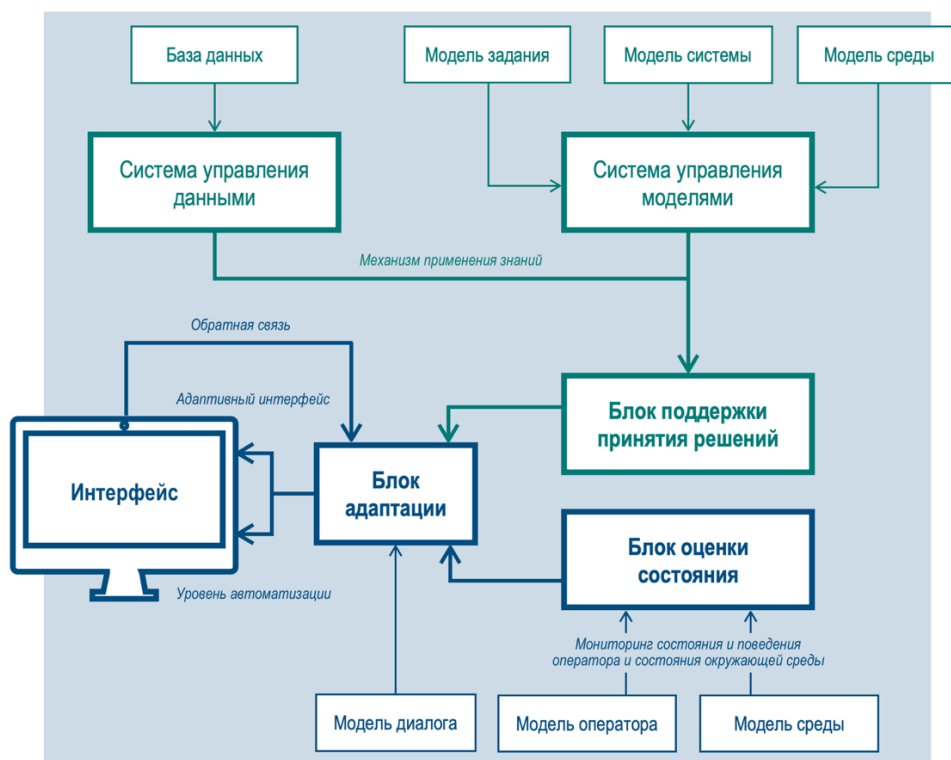 База данных
Модель задания
Модель системы
Модель среды
Система управления
данными
Система управления
моделями
Механизм применения знаний
Обратная связь
Адаптивный интерфейс
Блок поддержки
принятия решений
Интерфейс
Блок
адаптации
Блок оценки
состояния
Уровень автоматизации
Мониторинг состояния и поведения
оператора и состояния окружающей среды
Модель диалога
Модель оператора
Модель среды